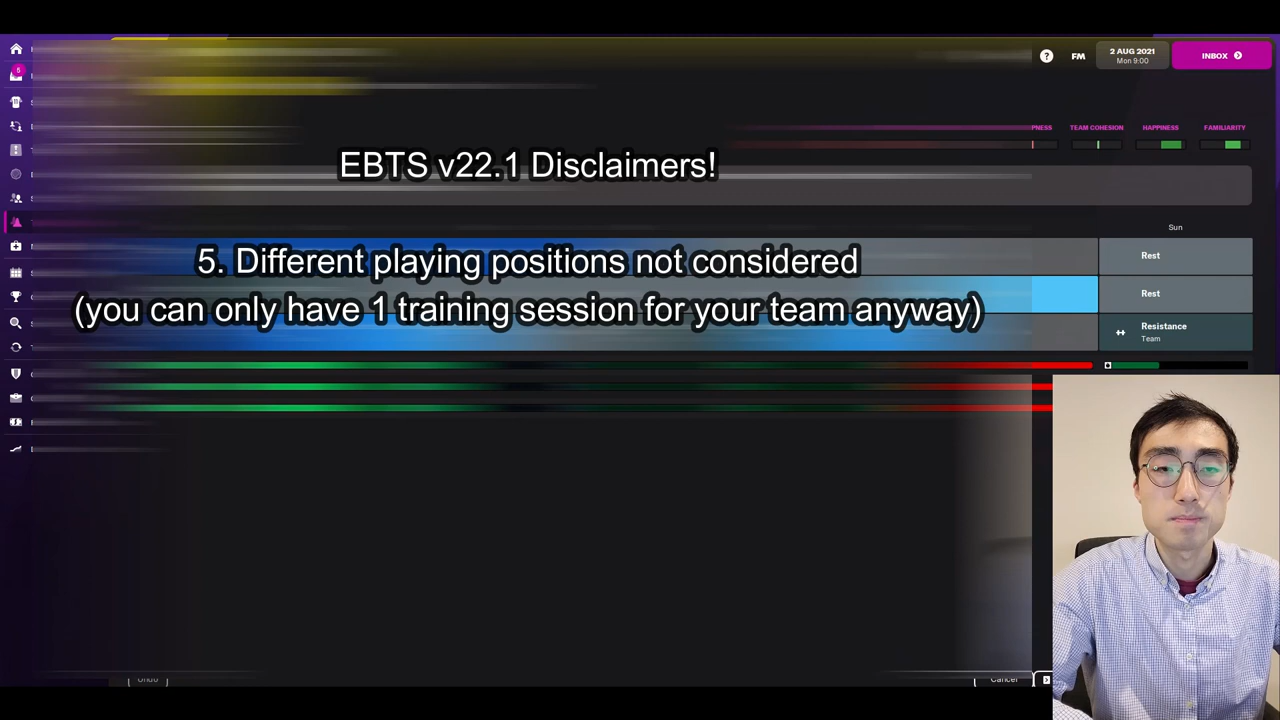 6
FM
2 AUG 2021
Mon 9:00
INBOX
TEAM COHESION
HAPPINESS
FAMILIARITY
EBTS v22.1 Disclaimers!
Sun
5. Different playing positions not considered
(you can only have 1 training session for your team anyway)
Rest
Rest
Resistance
Team
Undo
Cancel